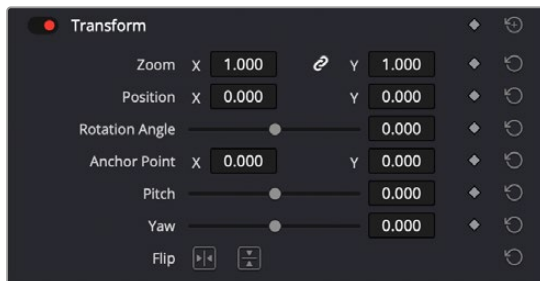 Transform
Zoom X 1.000 Y 1.000
Position X 0.000 Y 0.000
Rotation Angle 0.000
Anchor Point X 0.000 Y 0.000
Pitch 0.000
Yaw 0.000
Flip